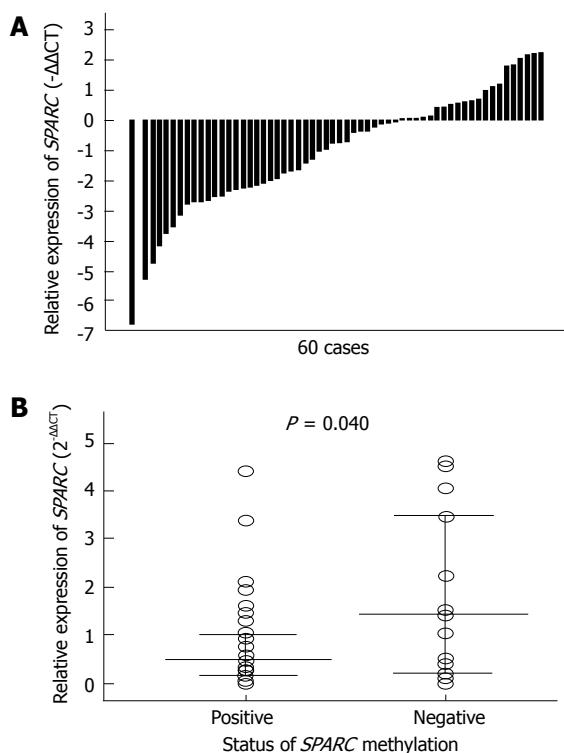 A
Relative expression of SPARC (-ΔΔCT)
3
2
1
0
-1
-2
-3
-4
-5
-6
-7
60 cases
B
Relative expression of SPARC (2^-ΔΔCT)
P = 0.040
5
4
3
2
1
0
Positive Negative
Status of SPARC methylation